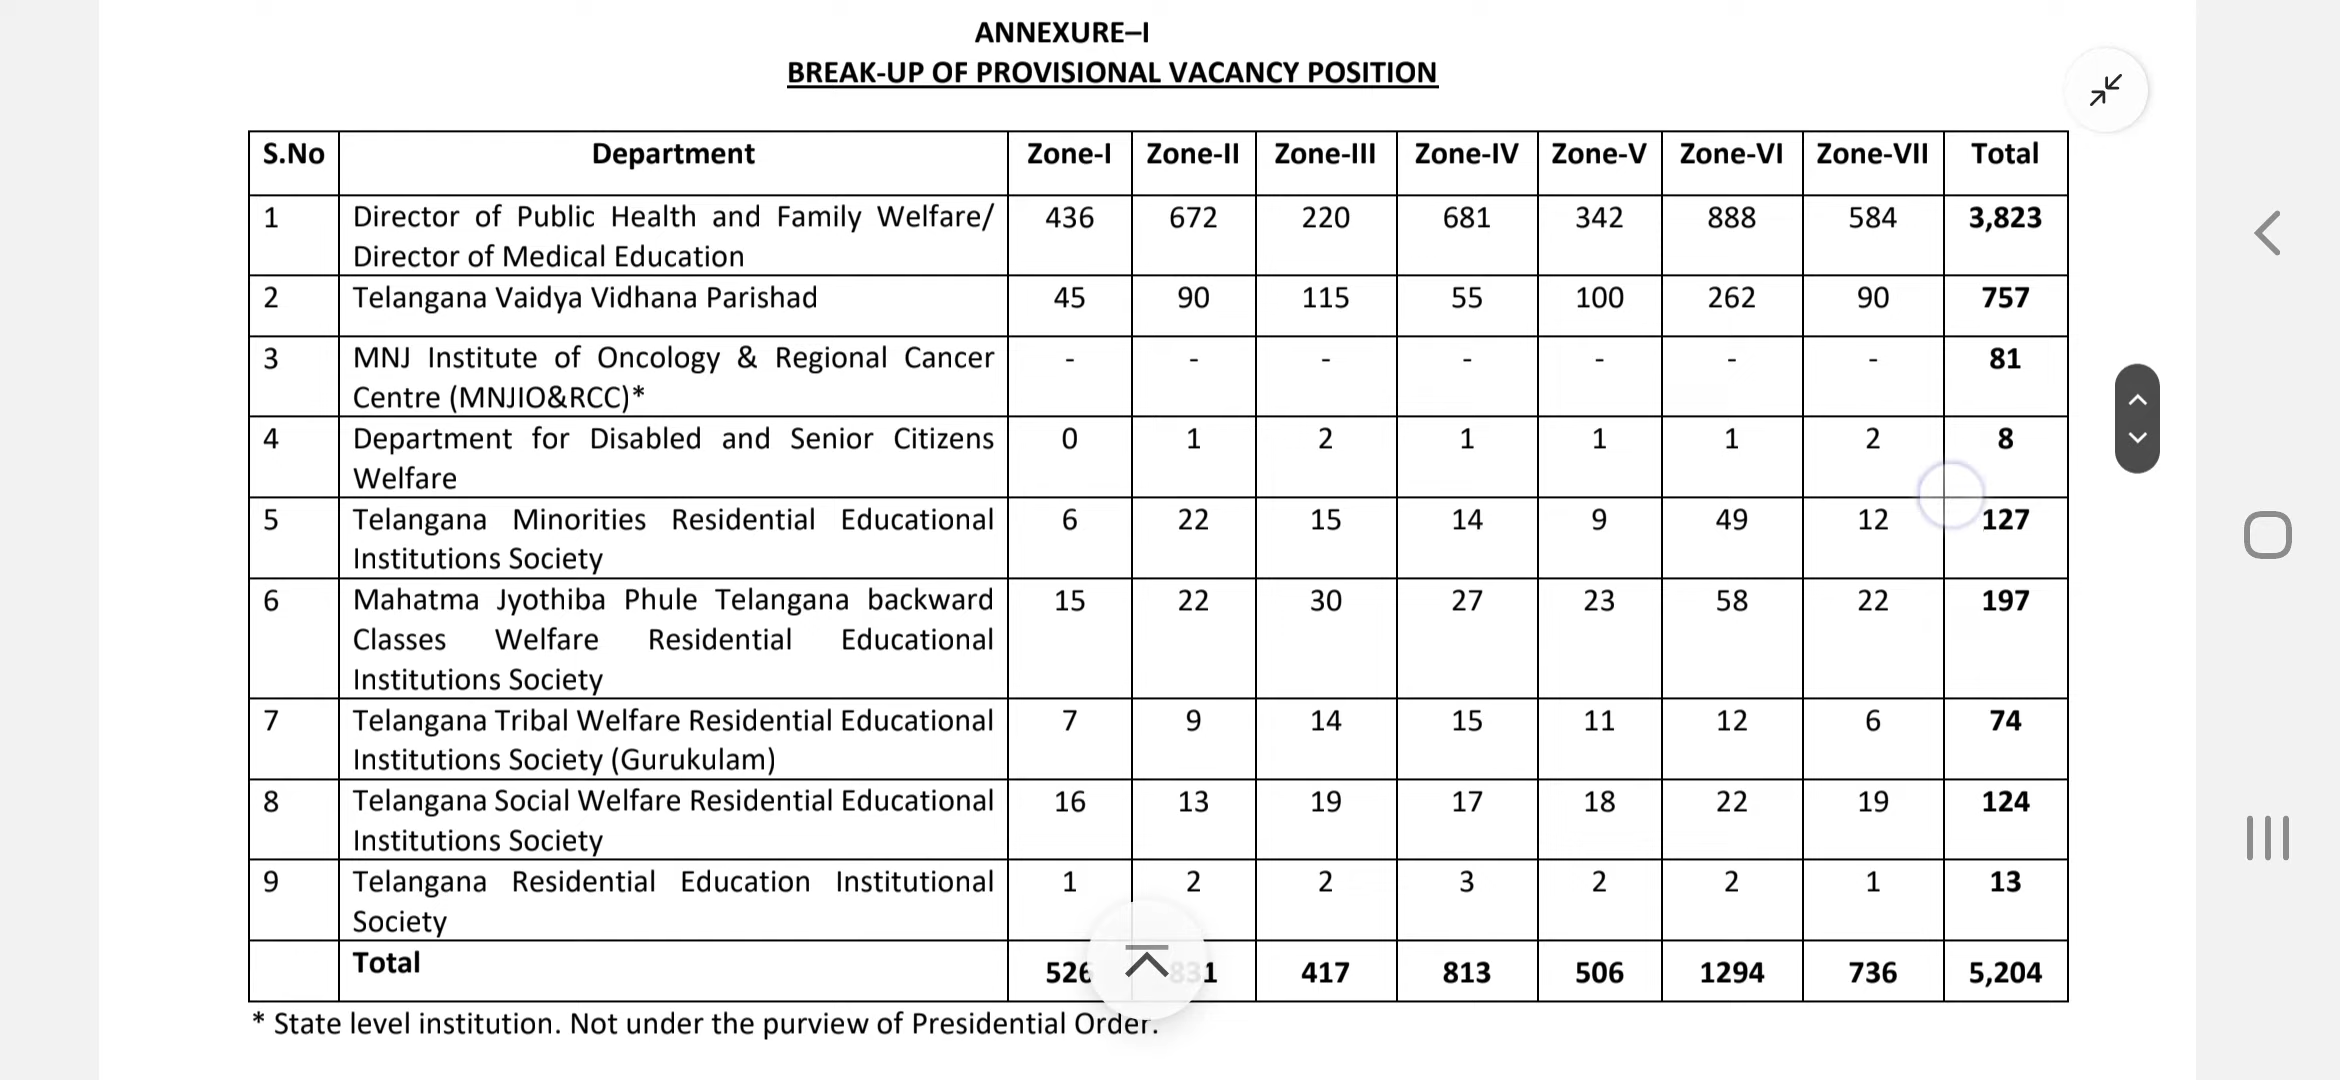 ANNEXURE–I
BREAK-UP OF PROVISIONAL VACANCY POSITION
S.No Department Zone-I Zone-II Zone-III Zone-IV Zone-V Zone-VI Zone-VII Total
1 Director of Public Health and Family Welfare/ 436 672 220 681 342 888 584 3,823
Director of Medical Education
2 Telangana Vaidya Vidhana Parishad 45 90 115 55 100 262 90 757
3 MNJ Institute of Oncology & Regional Cancer - - - - - - - 81
Centre (MNJIO&RCC)*
4 Department for Disabled and Senior Citizens 0 1 2 1 1 1 2 8
Welfare
5 Telangana Minorities Residential Educational 6 22 15 14 9 49 12 127
Institutions Society
6 Mahatma Jyothiba Phule Telangana backward 15 22 30 27 23 58 22 197
Classes Welfare Residential Educational
Institutions Society
7 Telangana Tribal Welfare Residential Educational 7 9 14 15 11 12 6 74
Institutions Society (Gurukulam)
8 Telangana Social Welfare Residential Educational 16 13 19 17 18 22 19 124
Institutions Society
9 Telangana Residential Education Institutional 1 2 2 3 2 2 1 13
Society
Total 526 831 417 813 506 1294 736 5,204
* State level institution. Not under the purview of Presidential Order.